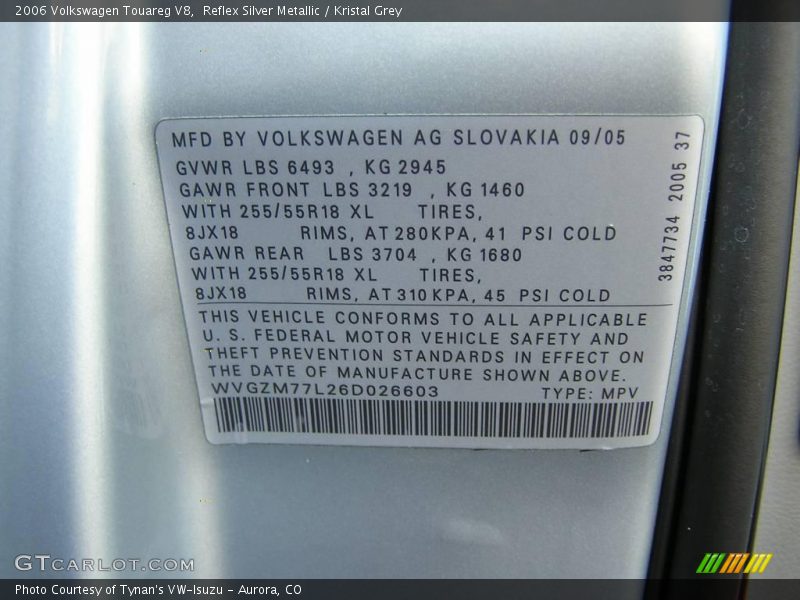 2006 Volkswagen Touareg V8,  Reflex Silver Metallic / Kristal Grey
MFD BY VOLKSWAGEN AG SLOVAKIA 09/05
GVWR LBS 6493 , KG 2945
GAWR FRONT LBS 3219 , KG 1460
WITH 255/55R18 XL TIRES,
8JX18 RIMS, AT 280KPA, 41 PSI COLD
GAWR REAR LBS 3704 , KG 1680
WITH 255/55R18 XL TIRES,
8JX18 RIMS, AT 310 KPA, 45 PSI COLD
THIS VEHICLE CONFORMS TO ALL APPLICABLE
U. S. FEDERAL MOTOR VEHICLE SAFETY AND
THEFT PREVENTION STANDARDS IN EFFECT ON
THE DATE OF MANUFACTURE SHOWN ABOVE.
WVGZM77L26D026603 TYPE: MPV
3847734 2005 37
GTCARLOT.COM
Photo Courtesy of Tynan's VW-Isuzu - Aurora, CO